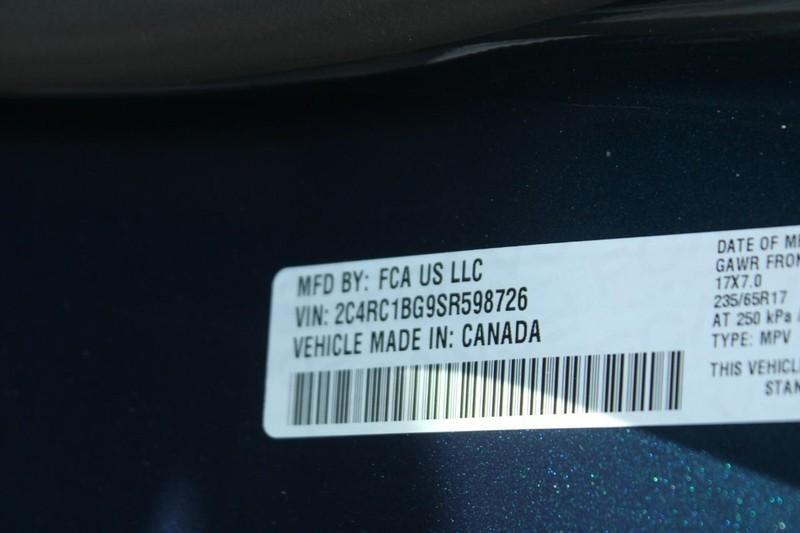 MFD BY: FCA US LLC
VIN: 2C4RC1BG9SR598726
VEHICLE MADE IN: CANADA
DATE OF
GAWR FRON
17X7.0
235/65R17
AT 250 kPa
TYPE: MPV
THIS VEHICL
STAN